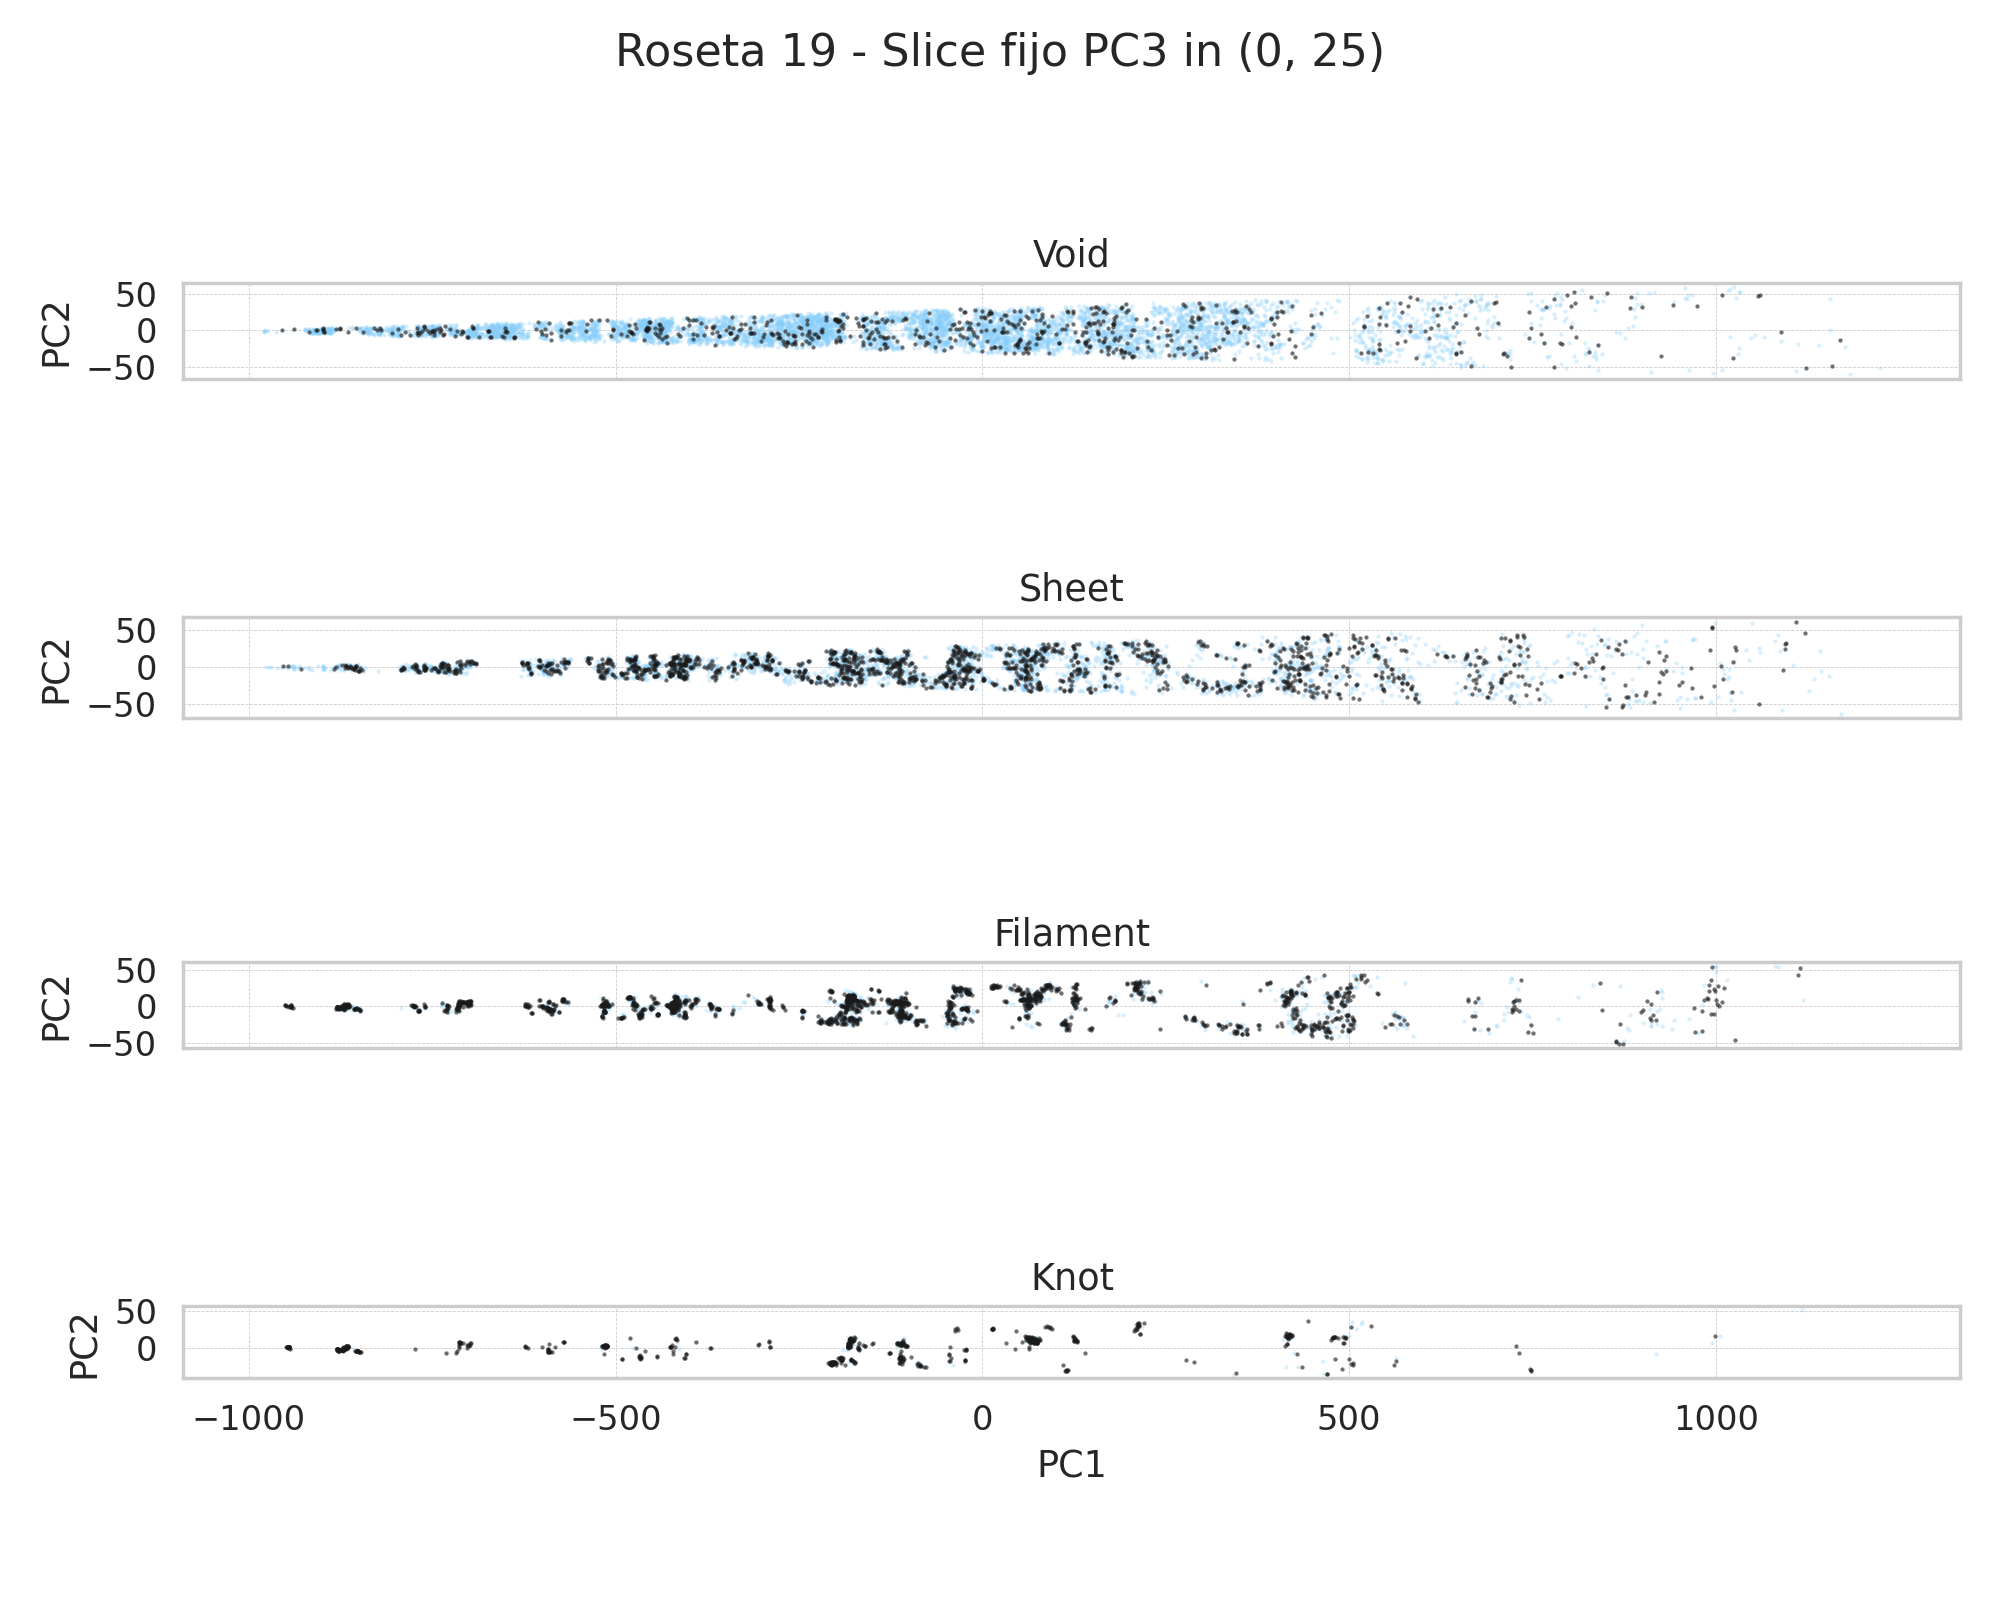 Roseta 19 - Slice fijo PC3 in (0, 25)
Void
PC2
50
0
−50
Sheet
PC2
50
0
−50
Filament
PC2
50
0
−50
Knot
PC2
50
0
−1000 −500 0 500 1000
PC1